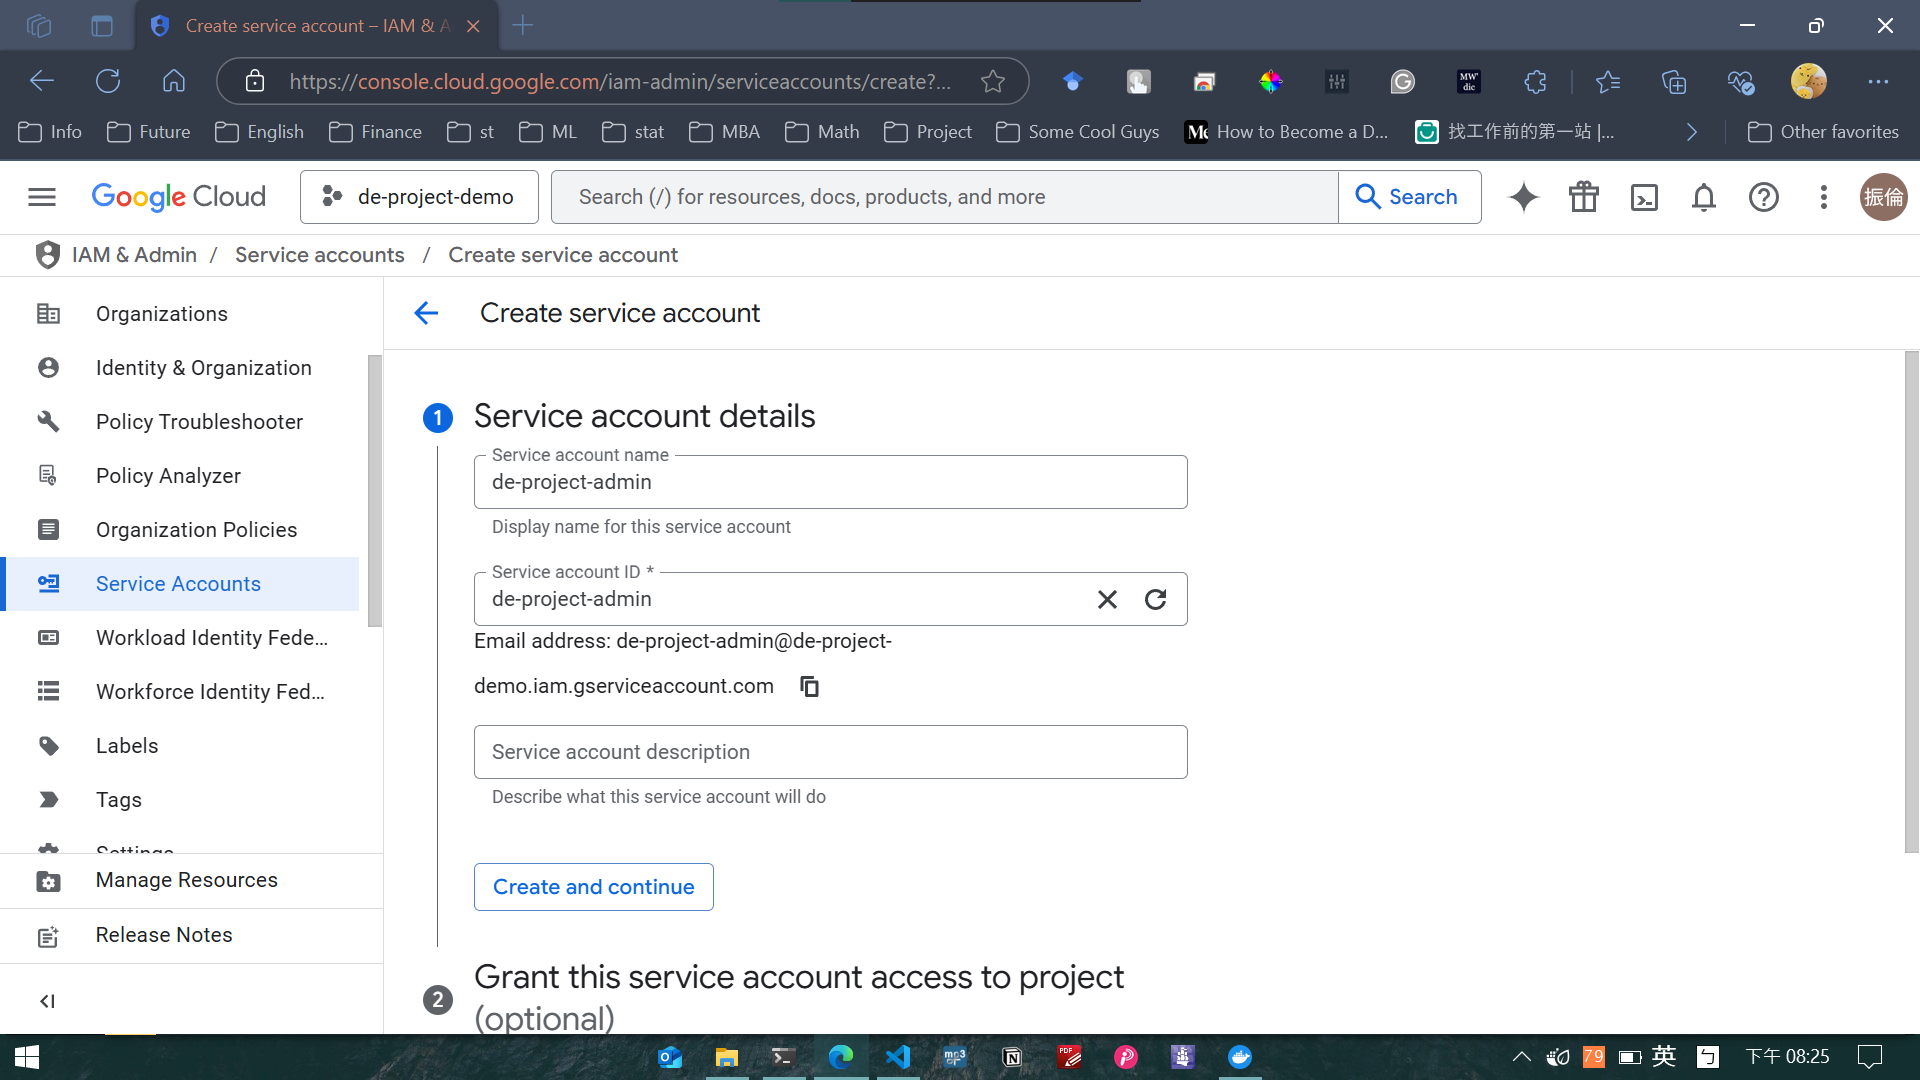 Create service account – IAM & A
https://console.cloud.google.com/iam-admin/serviceaccounts/create?...
MW
dic
Info
Future
English
Finance
st
ML
stat
MBA
Math
Project
Some Cool Guys
How to Become a D...
找工作前的第一站 |...
Other favorites
Google Cloud
de-project-demo
Search (/) for resources, docs, products, and more
Search
振倫
IAM & Admin / Service accounts / Create service account
Organizations
Identity & Organization
Policy Troubleshooter
Policy Analyzer
Organization Policies
Service Accounts
Workload Identity Fede...
Workforce Identity Fed...
Labels
Tags
Settings
Manage Resources
Release Notes
Create service account
1
Service account details
Service account name
de-project-admin
Display name for this service account
Service account ID *
de-project-admin
Email address: de-project-admin@de-project-
demo.iam.gserviceaccount.com
Service account description
Describe what this service account will do
Create and continue
2
Grant this service account access to project
(optional)
mp3
PDF
79
英
ㄅ
下午 08:25